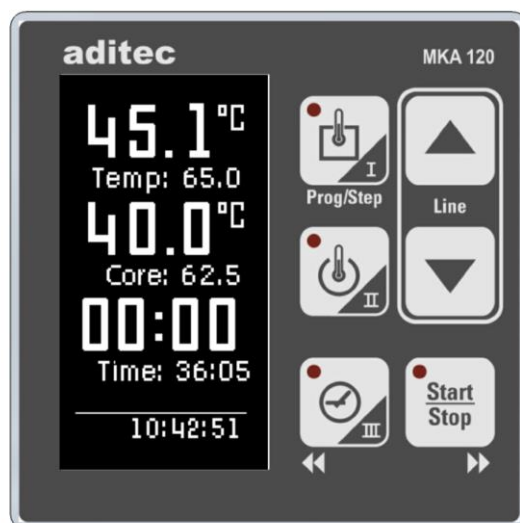 aditec
MKA 120
45.1°C
Temp: 65.0
40.0°C
Core: 62.5
00:00
Time: 36:05
10:42:51
I
Prog/Step
Line
II
III
Start
Stop